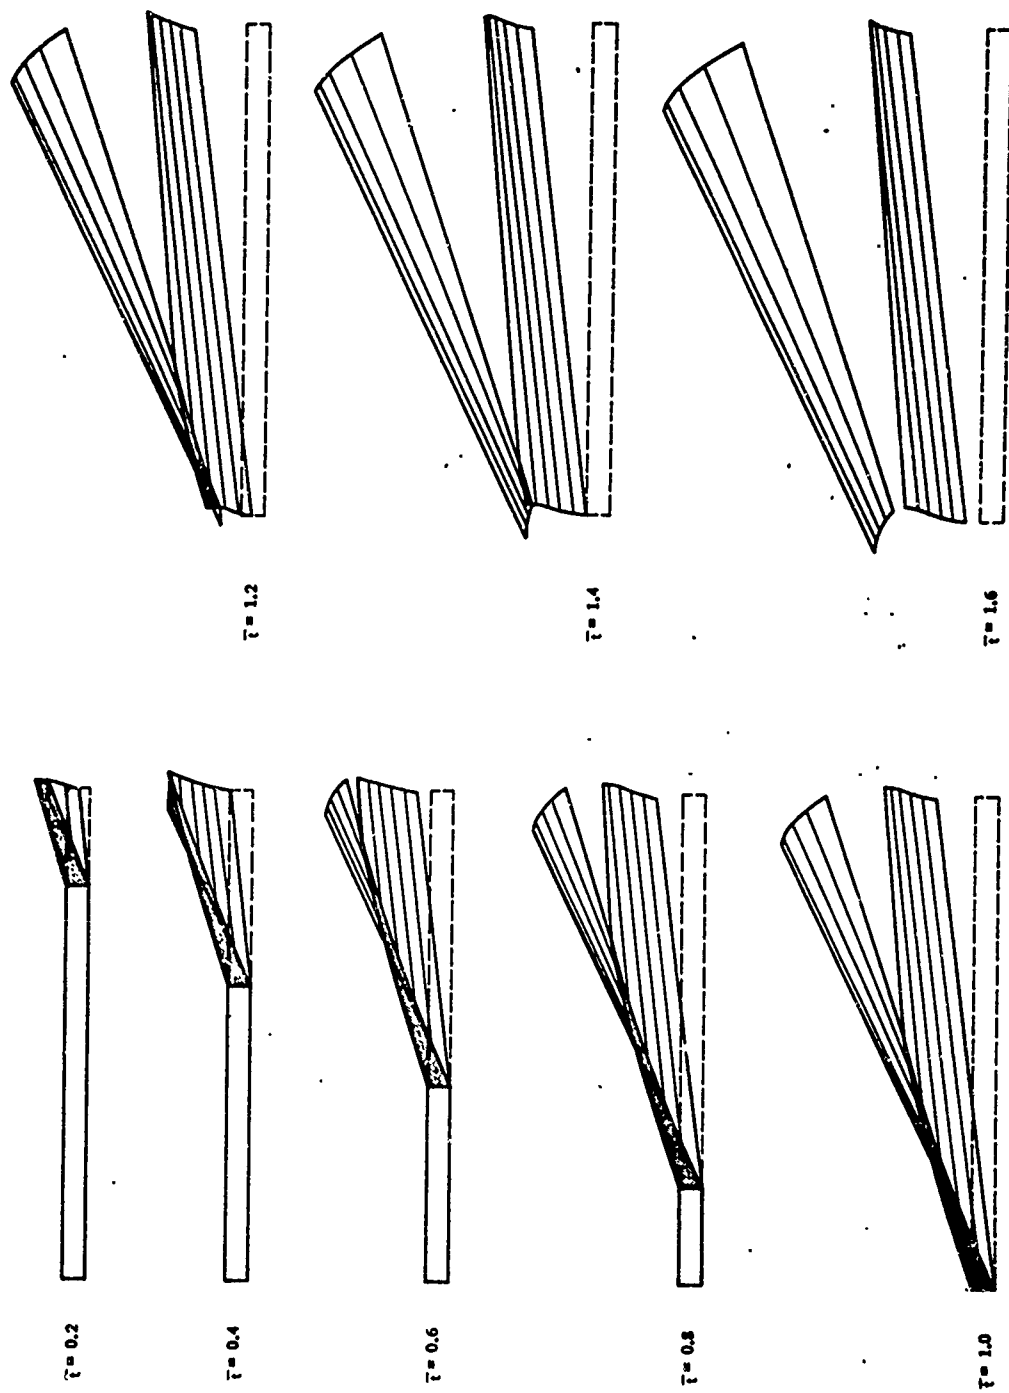 t̄ = 0.2
t̄ = 0.4
t̄ = 0.6
t̄ = 0.8
t̄ = 1.0
t̄ = 1.2
t̄ = 1.4
t̄ = 1.6